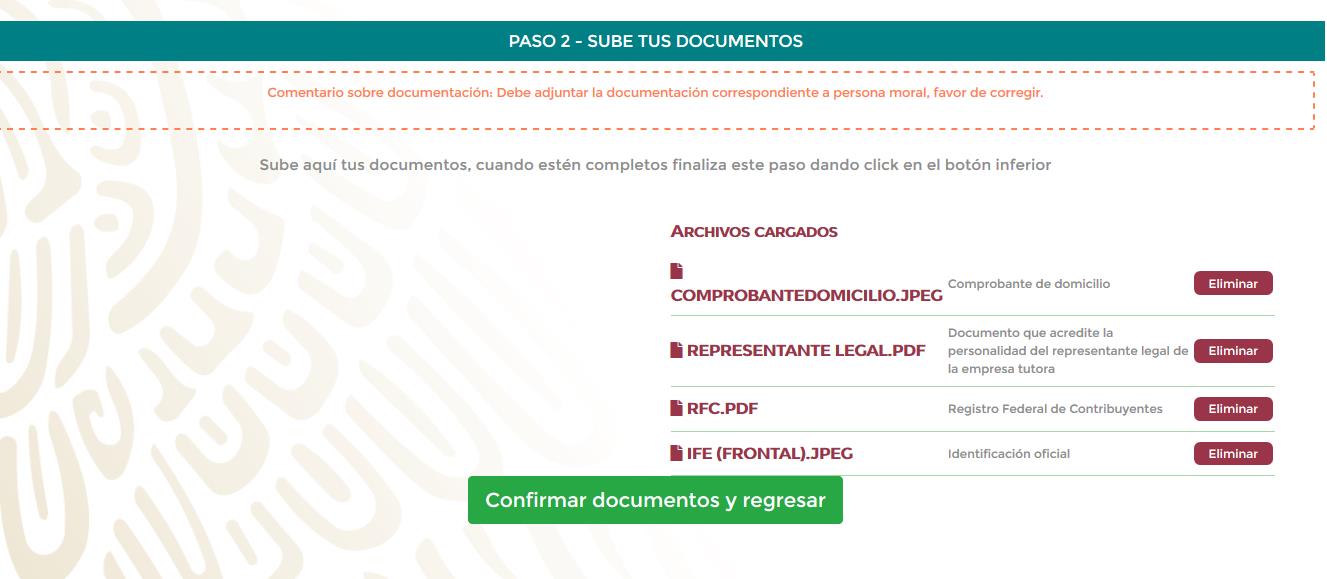 PASO 2 - SUBE TUS DOCUMENTOS
Comentario sobre documentación: Debe adjuntar la documentación correspondiente a persona moral, favor de corregir.
Sube aquí tus documentos, cuando estén completos finaliza este paso dando click en el botón inferior
ARCHIVOS CARGADOS
COMPROBANTEDOMICILIO.JPEG
Comprobante de domicilio
Eliminar
REPRESENTANTE LEGAL.PDF
Documento que acredite la
personalidad del representante legal de
la empresa tutora
Eliminar
RFC.PDF
Registro Federal de Contribuyentes
Eliminar
IFE (FRONTAL).JPEG
Identificación oficial
Eliminar
Confirmar documentos y regresar